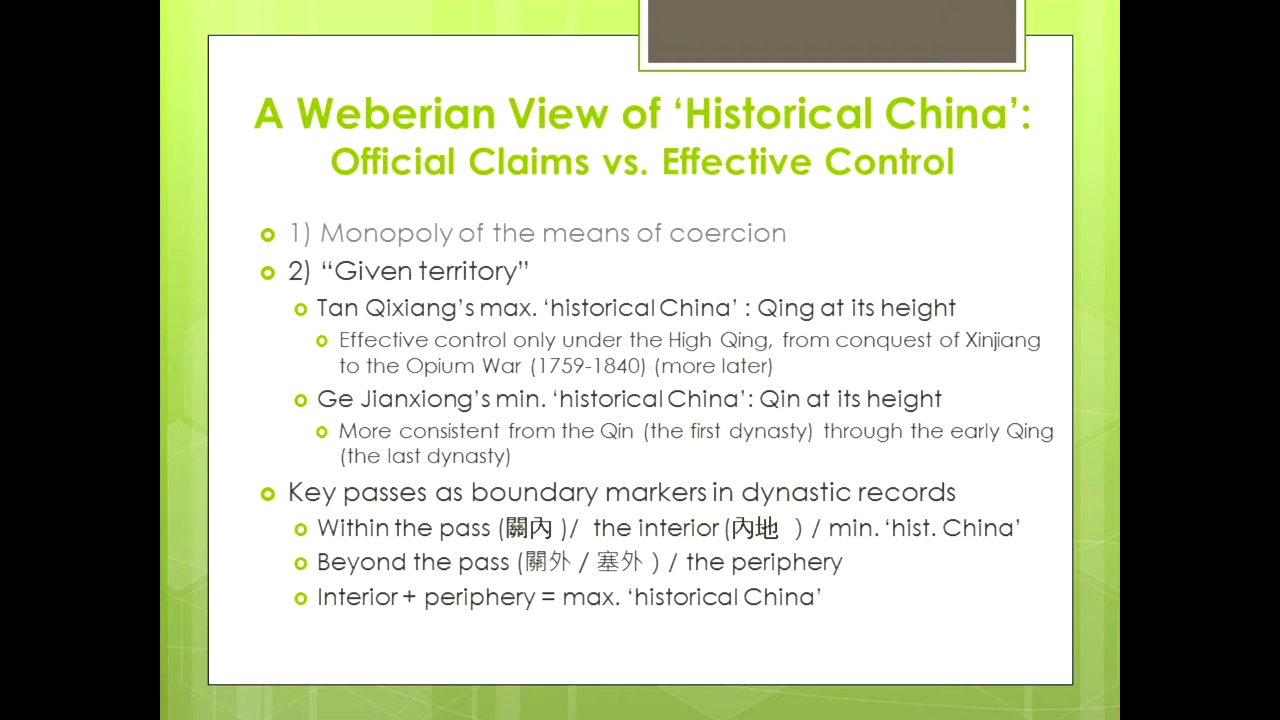 A Weberian View of ‘Historical China’:
Official Claims vs. Effective Control
1) Monopoly of the means of coercion
2) “Given territory”
Tan Qixiang’s max. ‘historical China’ : Qing at its height
Effective control only under the High Qing, from conquest of Xinjiang
to the Opium War (1759-1840) (more later)
Ge Jianxiong’s min. ‘historical China’: Qin at its height
More consistent from the Qin (the first dynasty) through the early Qing
(the last dynasty)
Key passes as boundary markers in dynastic records
Within the pass (關內 )/ the interior (內地 ) / min. ‘hist. China’
Beyond the pass (關外 / 塞外 ) / the periphery
Interior + periphery = max. ‘historical China’